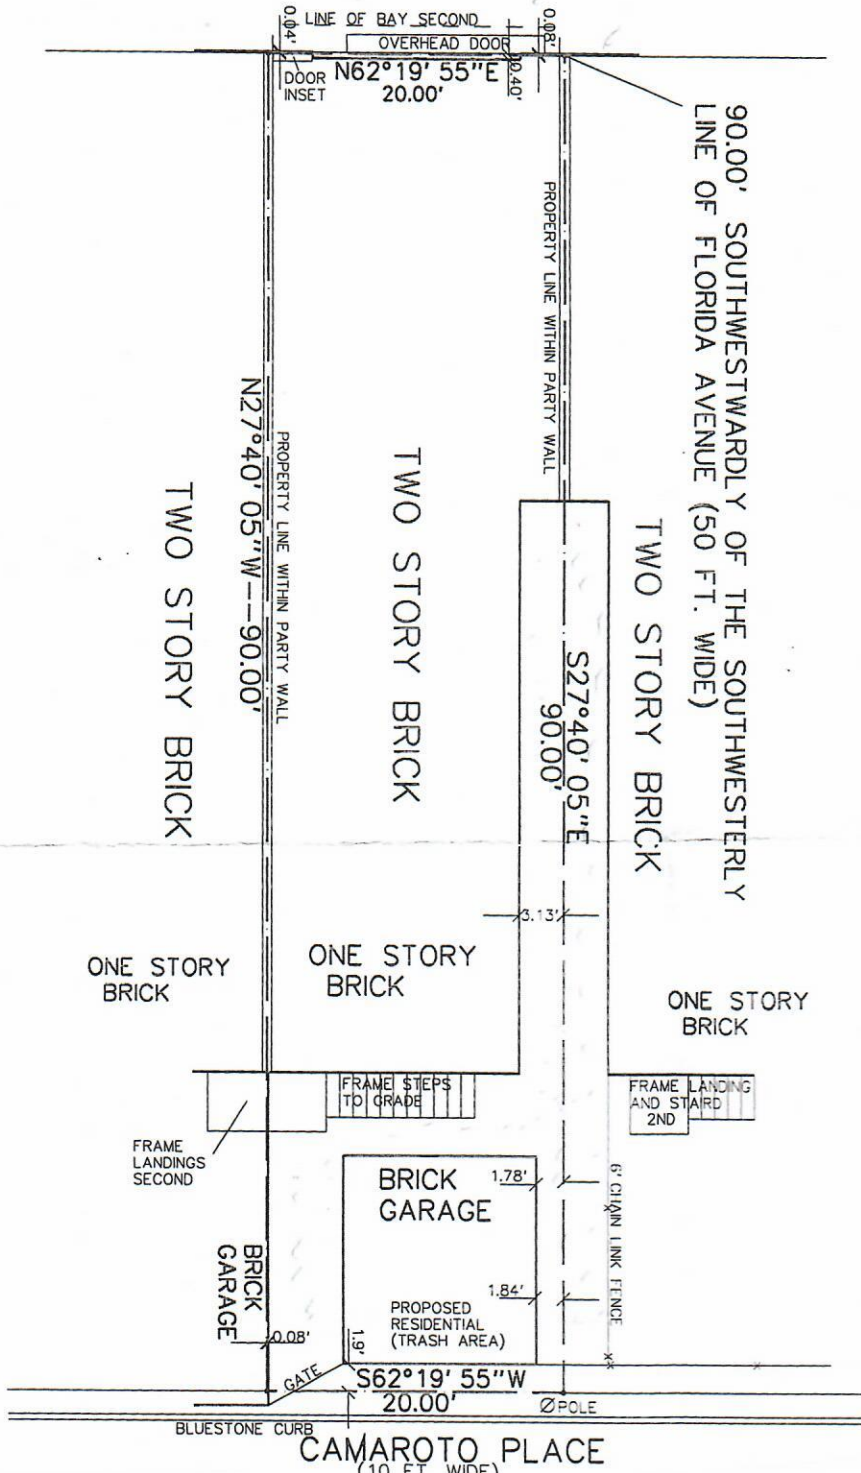 LINE OF BAY SECOND
0.04'
0.08'
OVERHEAD DOOR
DOOR
INSET
N62°19' 55"E
20.00'
0.40'
90.00' SOUTHWESTWARDLY OF THE SOUTHWESTERLY
LINE OF FLORIDA AVENUE (50 FT. WIDE)
PROPERTY LINE WITHIN PARTY WALL
N27°40' 05"W--90.00'
PROPERTY LINE WITHIN PARTY WALL
TWO STORY BRICK
TWO STORY BRICK
TWO STORY BRICK
S27°40' 05"E
90.00'
3.13'
ONE STORY
BRICK
ONE STORY
BRICK
ONE STORY
BRICK
FRAME STEPS
TO GRADE
FRAME LANDING
AND STAIRD
2ND
FRAME
LANDINGS
SECOND
BRICK
GARAGE
1.78'
6' CHAIN LINK FENCE
BRICK
GARAGE
1.84'
PROPOSED
RESIDENTIAL
(TRASH AREA)
0.08'
1.9'
GATE
S62°19' 55"W
20.00'
POLE
BLUESTONE CURB
CAMAROTO PLACE
(10 FT. WIDE)